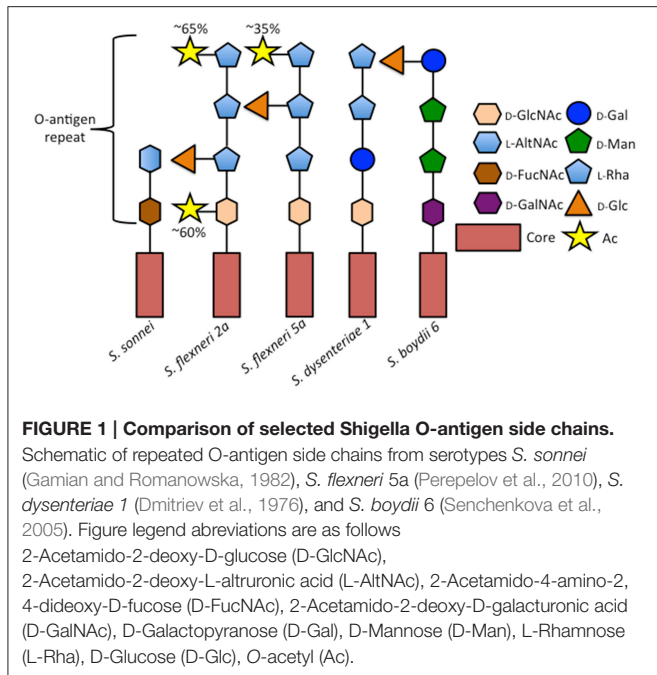 ~65%
~35%
O-antigen
repeat
~60%
D-GlcNAc
D-Gal
L-AltNAc
D-Man
D-FucNAc
L-Rha
D-GalNAc
D-Glc
Core
Ac
S. sonnei
S. flexneri 2a
S. flexneri 5a
S. dysenteriae 1
S. boydii 6
FIGURE 1 | Comparison of selected Shigella O-antigen side chains.
Schematic of repeated O-antigen side chains from serotypes S. sonnei
(Gamian and Romanowska, 1982), S. flexneri 5a (Perepelov et al., 2010), S.
dysenteriae 1 (Dmitriev et al., 1976), and S. boydii 6 (Senchenkova et al.,
2005). Figure legend abreviations are as follows
2-Acetamido-2-deoxy-D-glucose (D-GlcNAc),
2-Acetamido-2-deoxy-L-altruronic acid (L-AltNAc), 2-Acetamido-4-amino-2,
4-dideoxy-D-fucose (D-FucNAc), 2-Acetamido-2-deoxy-D-galacturonic acid
(D-GalNAc), D-Galactopyranose (D-Gal), D-Mannose (D-Man), L-Rhamnose
(L-Rha), D-Glucose (D-Glc), O-acetyl (Ac).